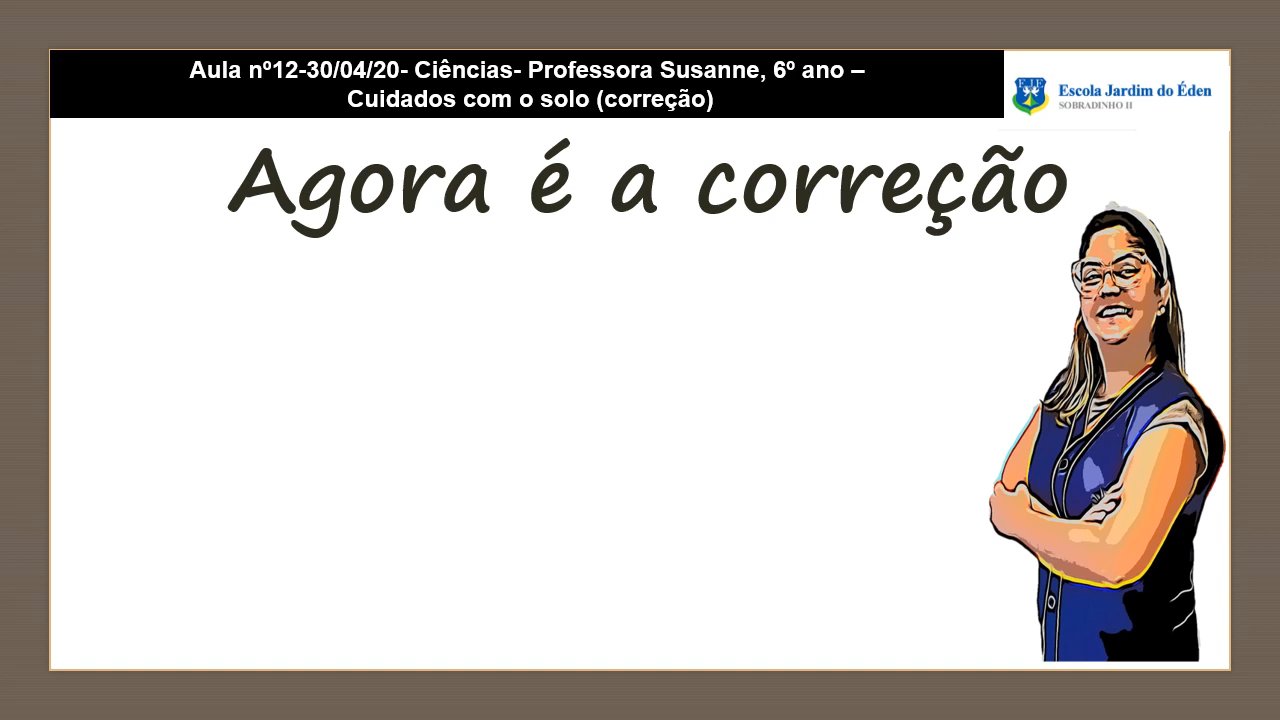 Aula nº12-30/04/20- Ciências- Professora Susanne, 6º ano –
Cuidados com o solo (correção)
EJE
Escola Jardim do Éden
SOBRADINHO II
Agora é a correção